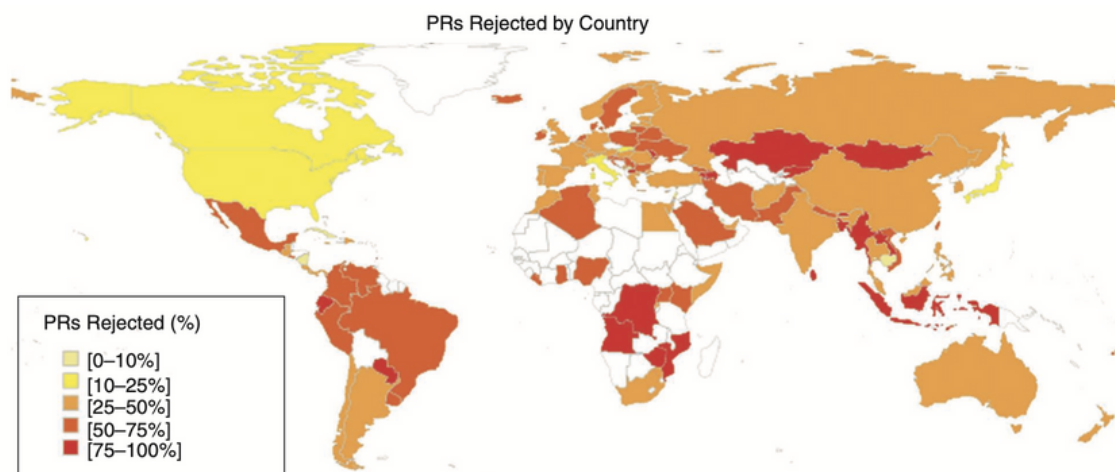 PRs Rejected by Country
PRs Rejected (%)
[0–10%]
[10–25%]
[25–50%]
[50–75%]
[75–100%]